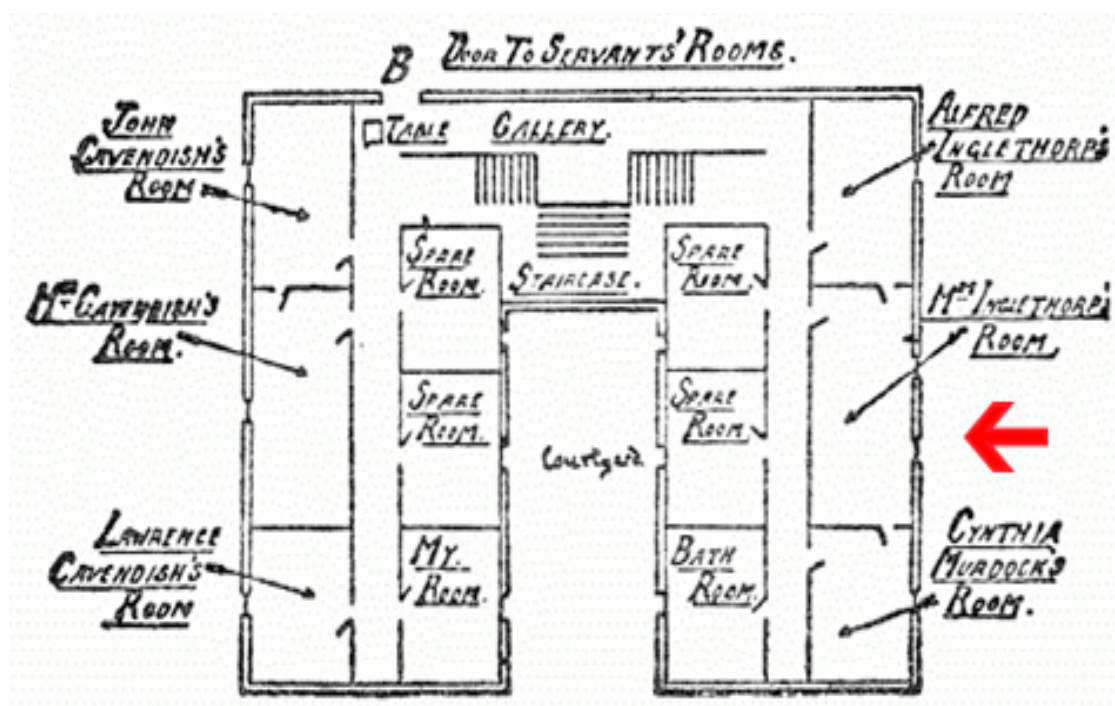 B
DOOR TO SERVANTS' ROOMS.
JOHN
CAVENDISH'S
ROOM
TABLE
GALLERY.
ALFRED
INGLETHORP'S
ROOM
SPARE
ROOM.
STAIRCASE.
SPARE
ROOM.
MRS CAVENDISH'S
ROOM.
MRS INGLETHORP'S
ROOM
SPARE
ROOM.
SPARE
ROOM
Courtyard
LAWRENCE
CAVENDISH'S
ROOM
MY.
ROOM.
BATH
ROOM.
CYNTHIA
MURDOCK'S
ROOM.